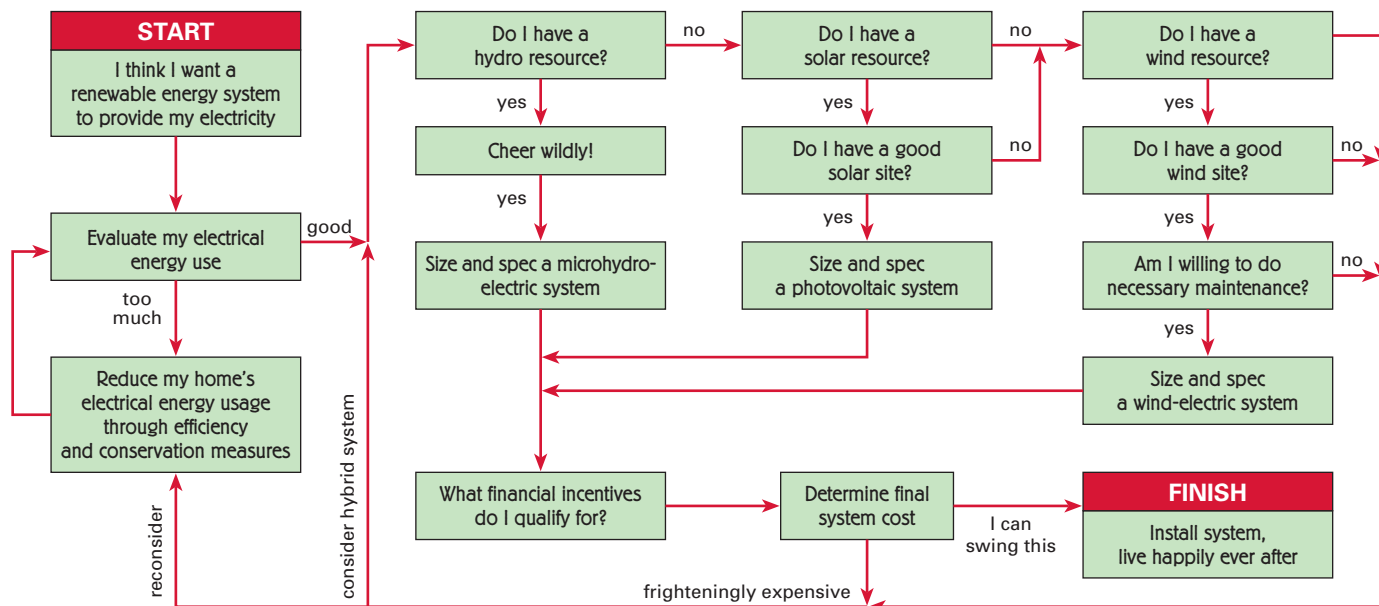 START
I think I want a
renewable energy system
to provide my electricity
Evaluate my electrical
energy use
good
too
much
Reduce my home's
electrical energy usage
through efficiency
and conservation measures
reconsider
consider hybrid system
Do I have a
hydro resource?
no
yes
Cheer wildly!
yes
Size and spec a microhydro-
electric system
Do I have a
solar resource?
no
yes
Do I have a good
solar site?
no
yes
Size and spec
a photovoltaic system
Do I have a
wind resource?
yes
Do I have a good
wind site?
no
yes
Am I willing to do
necessary maintenance?
no
yes
Size and spec
a wind-electric system
What financial incentives
do I qualify for?
Determine final
system cost
I can
swing this
frighteningly expensive
FINISH
Install system,
live happily ever after